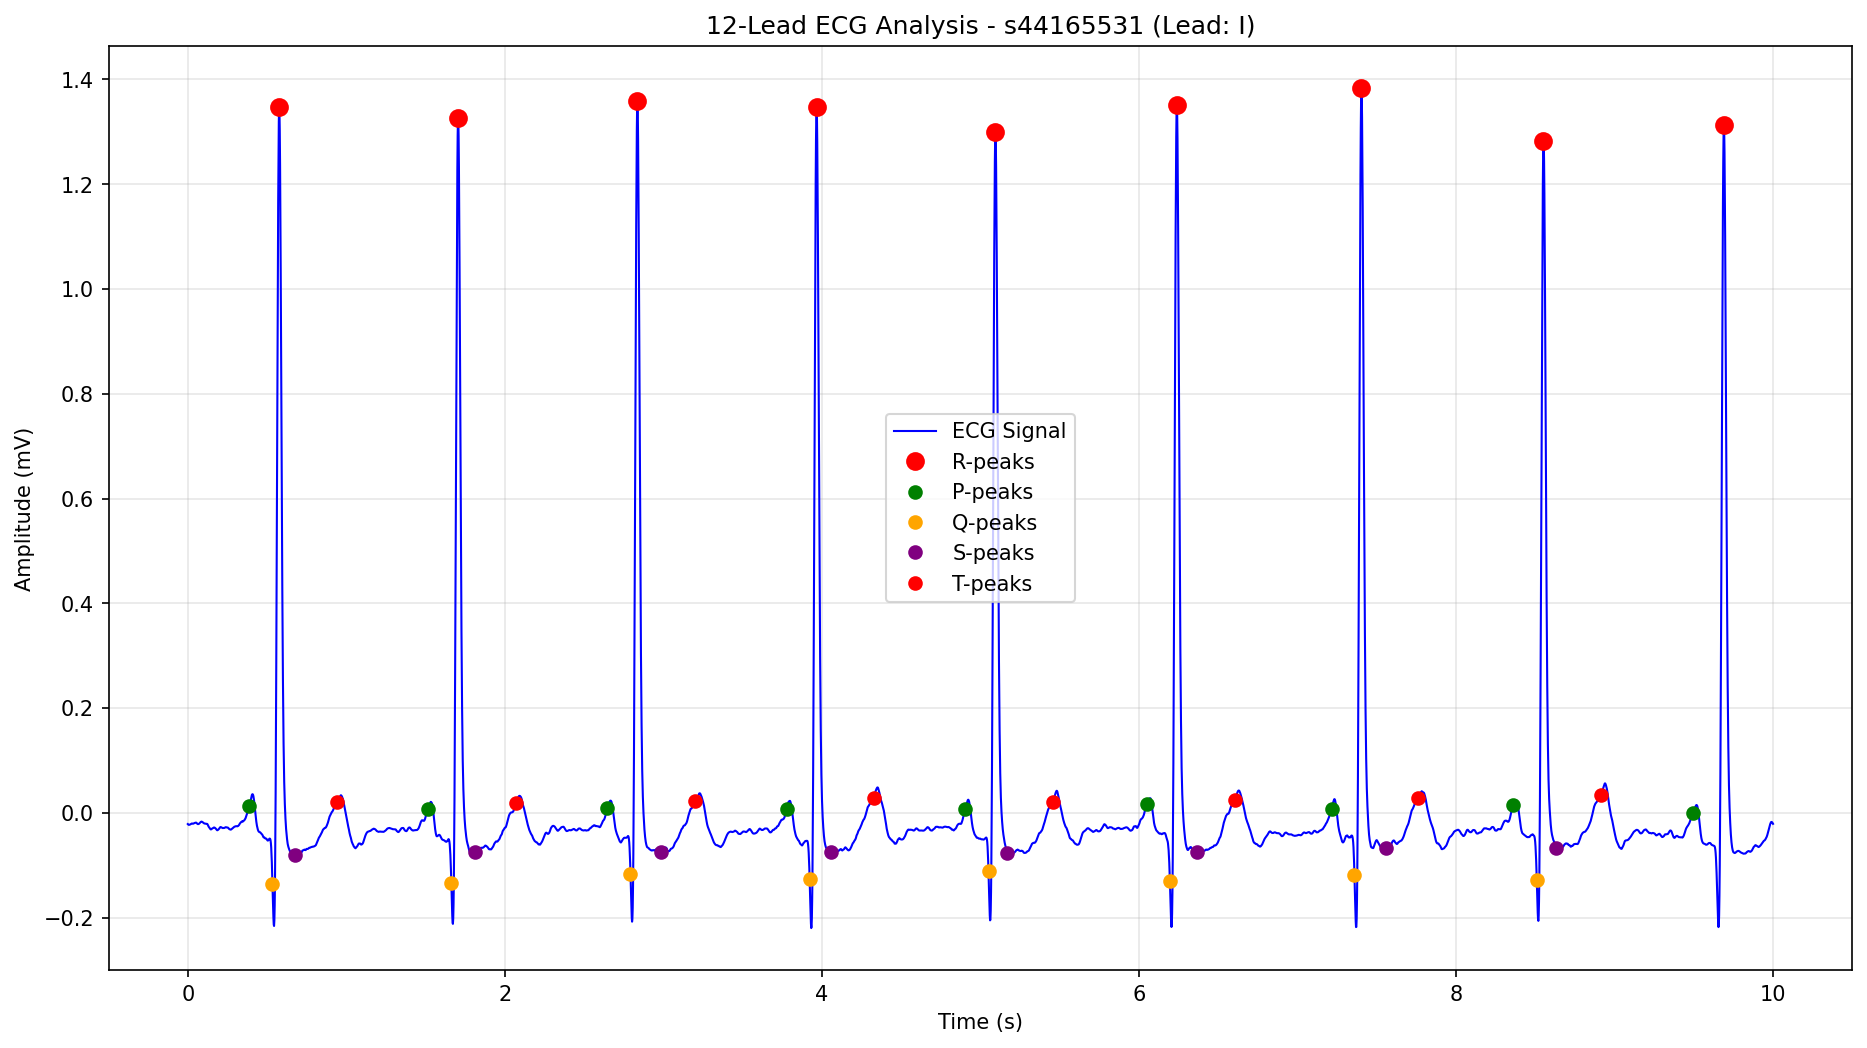 12-Lead ECG Analysis - s44165531 (Lead: I)
1.4
1.2
1.0
0.8
0.6
0.4
0.2
0.0
−0.2
Amplitude (mV)
ECG Signal
R-peaks
P-peaks
Q-peaks
S-peaks
T-peaks
0 2 4 6 8 10
Time (s)